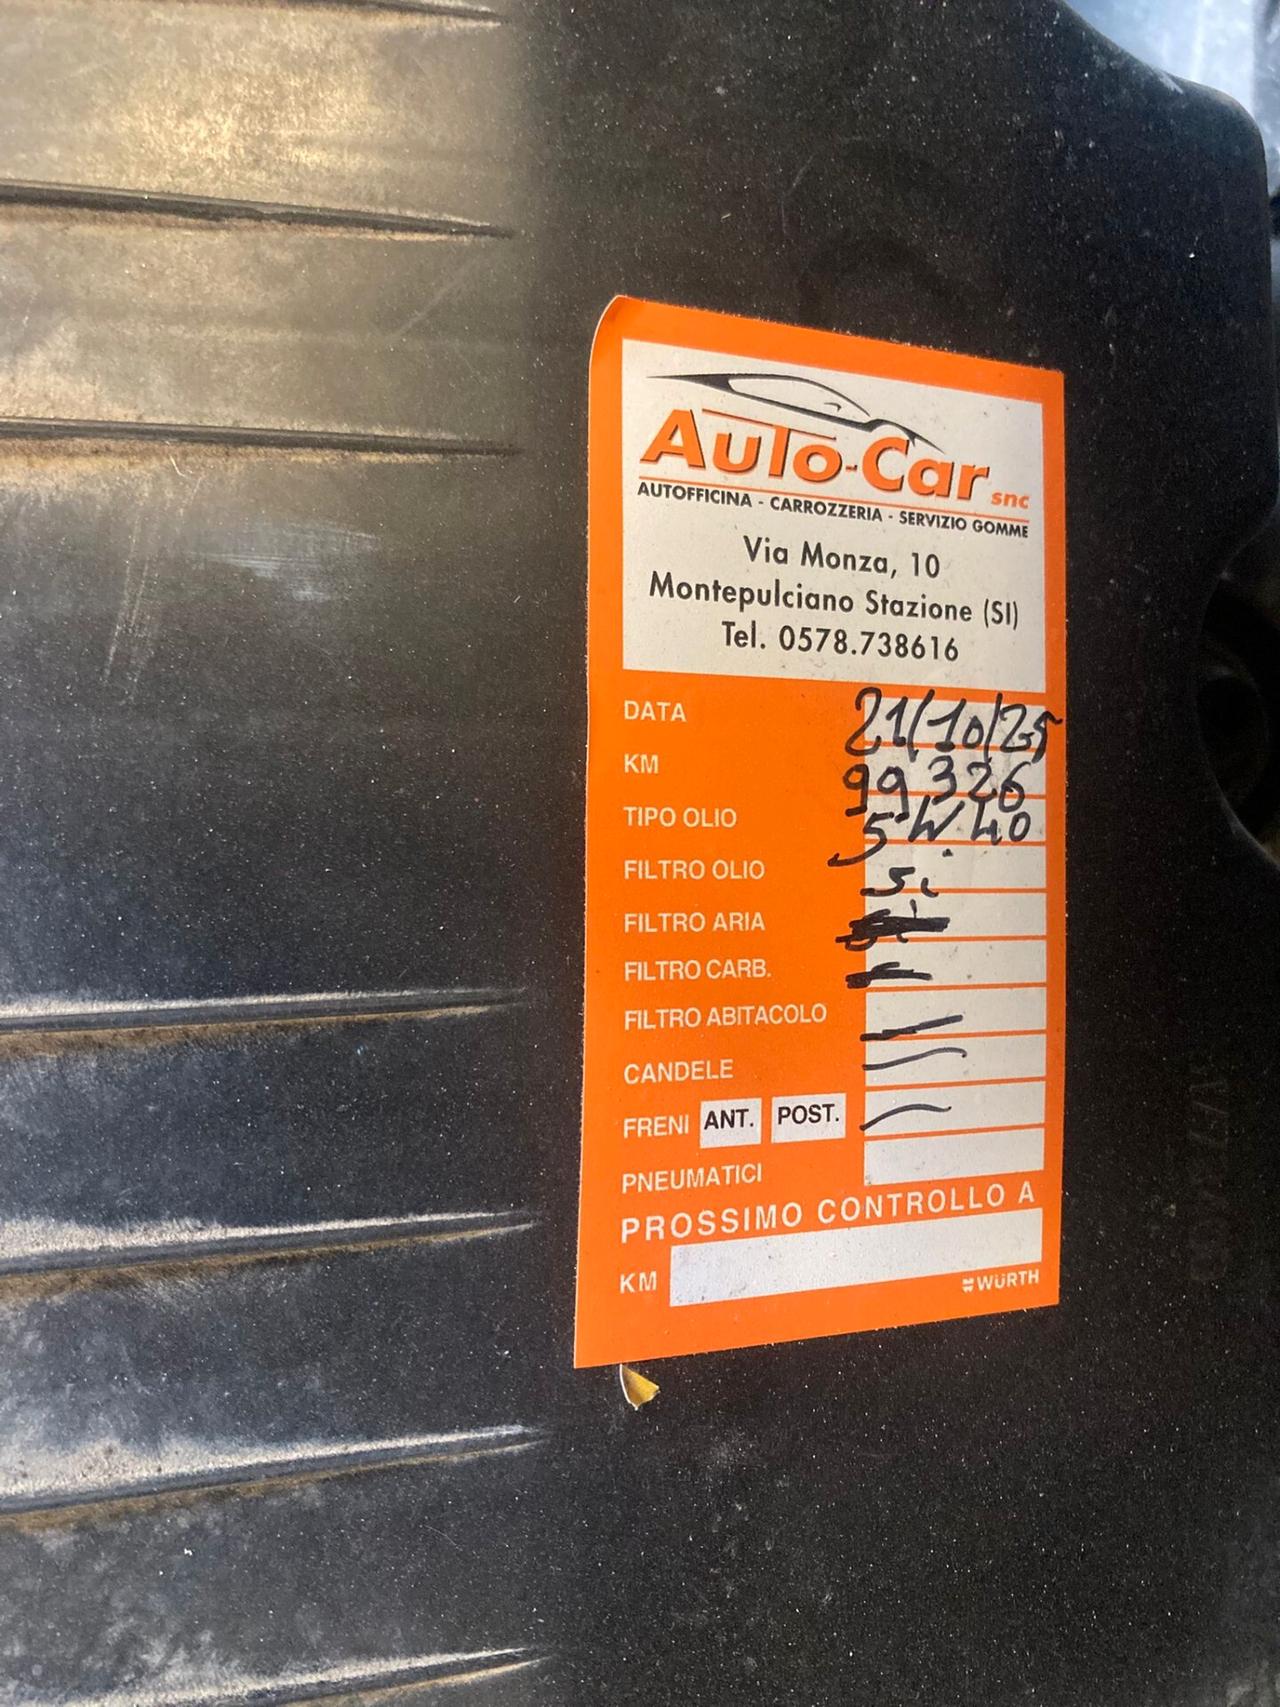 Auto-Car snc
AUTOFFICINA - CARROZZERIA - SERVIZIO GOMME
Via Monza, 10
Montepulciano Stazione (SI)
Tel. 0578.738616
DATA 21/10/25
KM 99326
TIPO OLIO 5W40
FILTRO OLIO Si
FILTRO ARIA
FILTRO CARB.
FILTRO ABITACOLO
CANDELE
FRENI ANT. POST.
PNEUMATICI
PROSSIMO CONTROLLO A
KM
WÜRTH